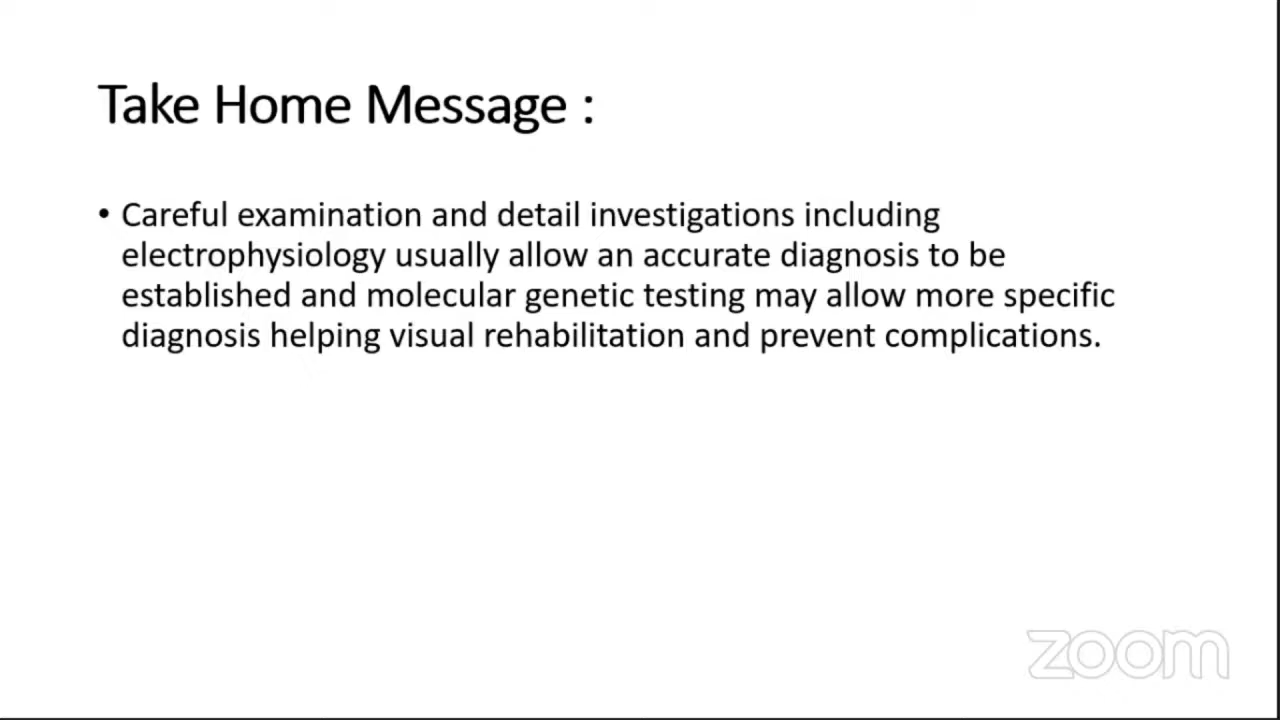 Take Home Message :
• Careful examination and detail investigations including
electrophysiology usually allow an accurate diagnosis to be
established and molecular genetic testing may allow more specific
diagnosis helping visual rehabilitation and prevent complications.
zoom